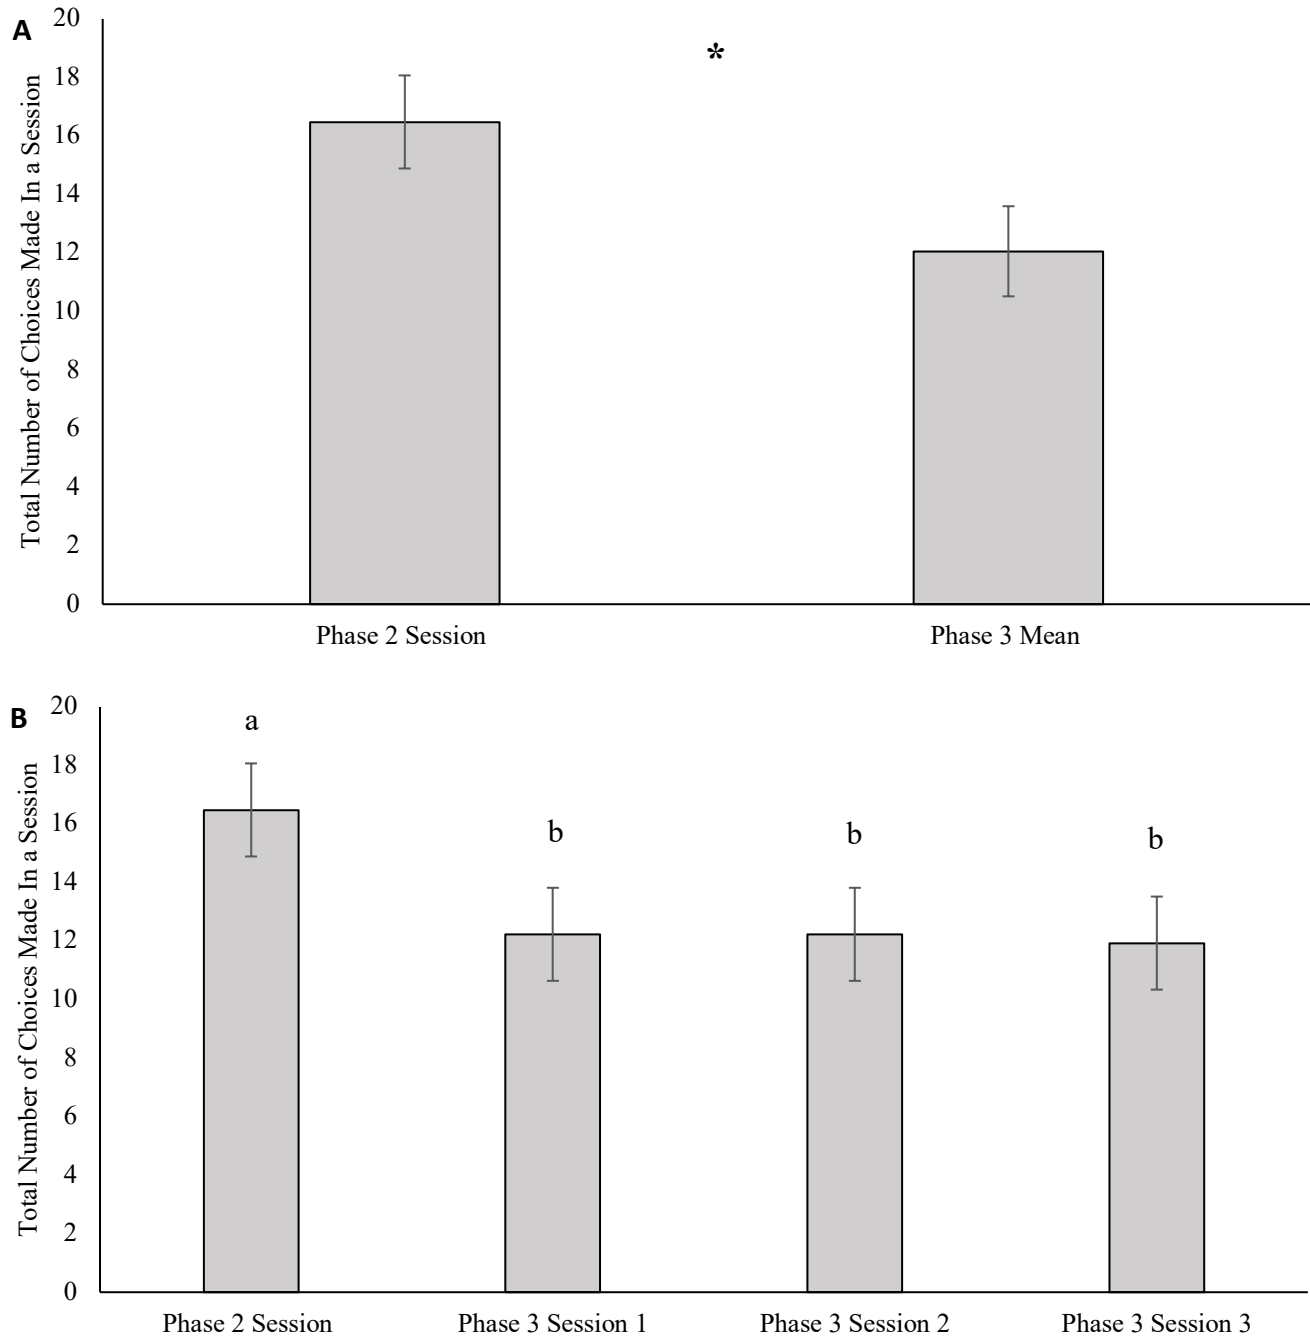 A
Total Number of Choices Made In a Session
20
18
16
14
12
10
8
6
4
2
0
*
Phase 2 Session
Phase 3 Mean
B
Total Number of Choices Made In a Session
20
18
16
14
12
10
8
6
4
2
0
a
b
b
b
Phase 2 Session
Phase 3 Session 1
Phase 3 Session 2
Phase 3 Session 3